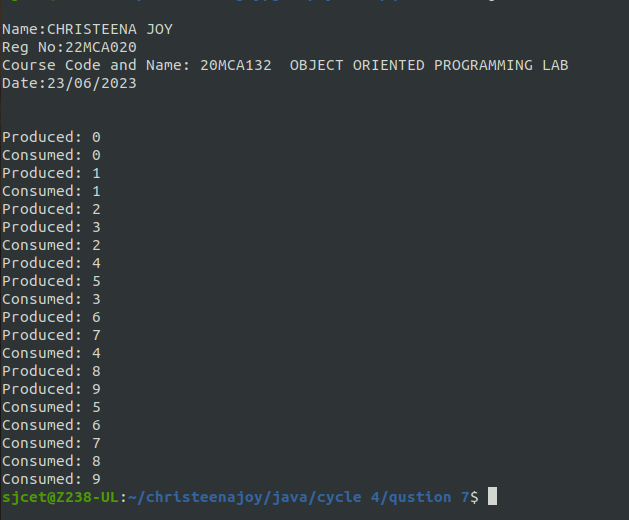 Name:CHRISTEENA JOY
Reg No:22MCA020
Course Code and Name: 20MCA132  OBJECT ORIENTED PROGRAMMING LAB
Date:23/06/2023
Produced: 0
Consumed: 0
Produced: 1
Consumed: 1
Produced: 2
Produced: 3
Consumed: 2
Produced: 4
Produced: 5
Consumed: 3
Produced: 6
Produced: 7
Consumed: 4
Produced: 8
Produced: 9
Consumed: 5
Consumed: 6
Consumed: 7
Consumed: 8
Consumed: 9
sjcet@Z238-UL:~/christeenajoy/java/cycle 4/qustion 7$